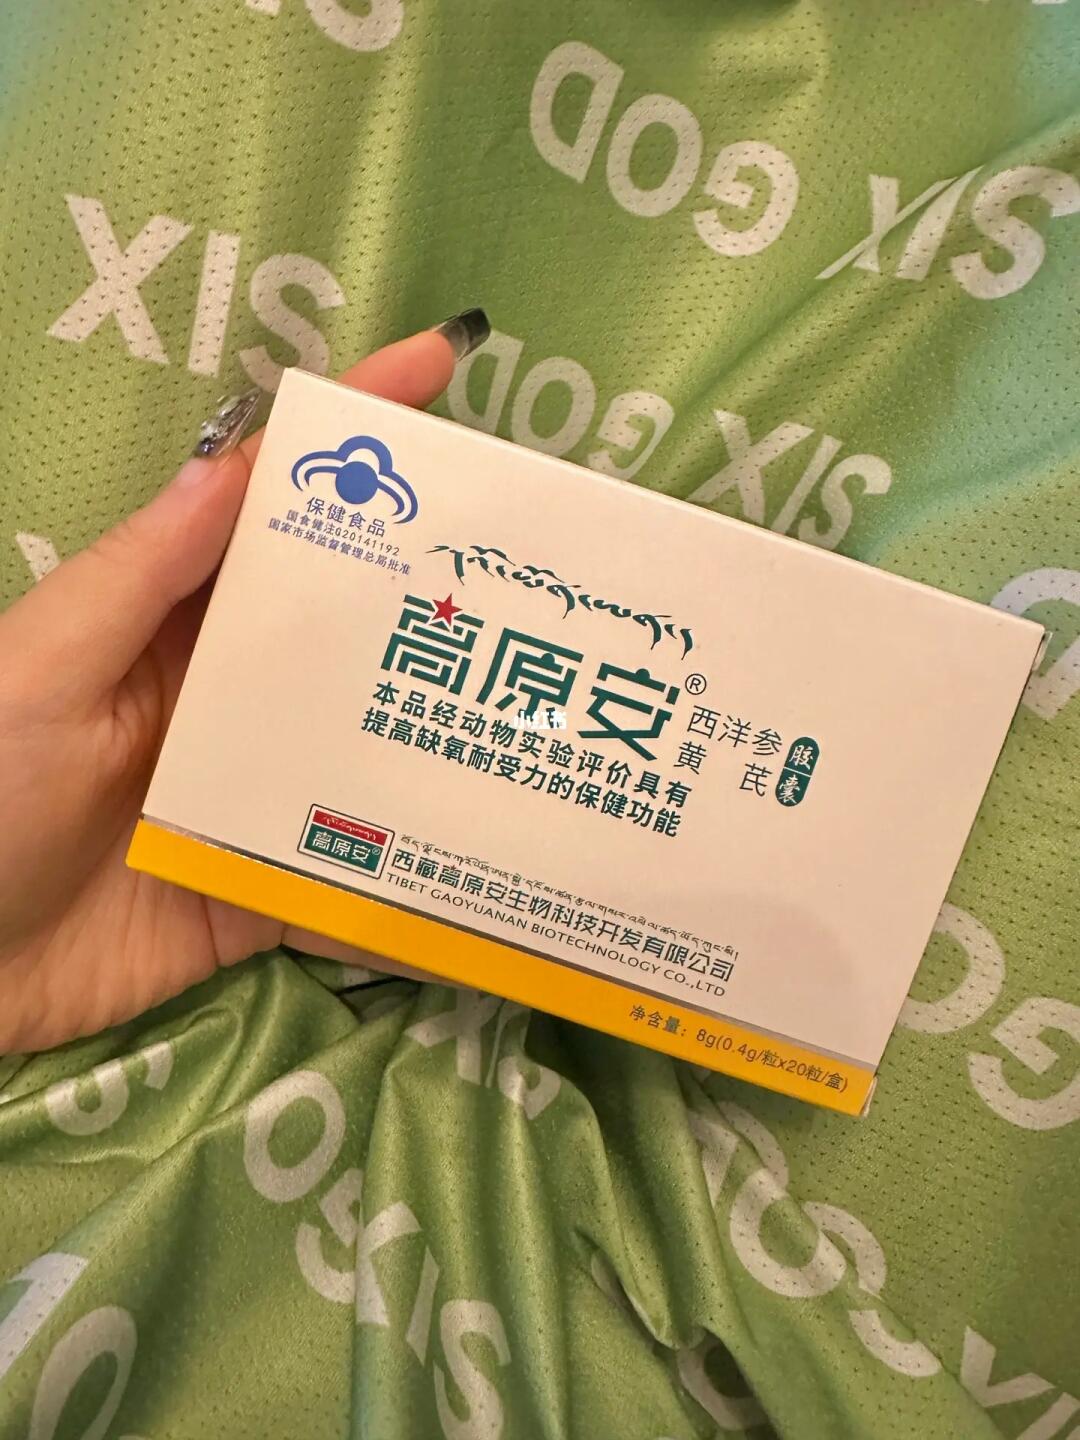 SIX GOD
SIX GOD
SIX
保健食品
国食健注G20141192
国家市场监督管理总局批准
高原安®
西洋参
黄芪
胶囊
本品经动物实验评价具有
提高缺氧耐受力的保健功能
小红书
高原安®
西藏高原安生物科技开发有限公司
TIBET GAOYUANAN BIOTECHNOLOGY CO.,LTD
净含量：8g(0.4g/粒x20粒/盒)
SIX